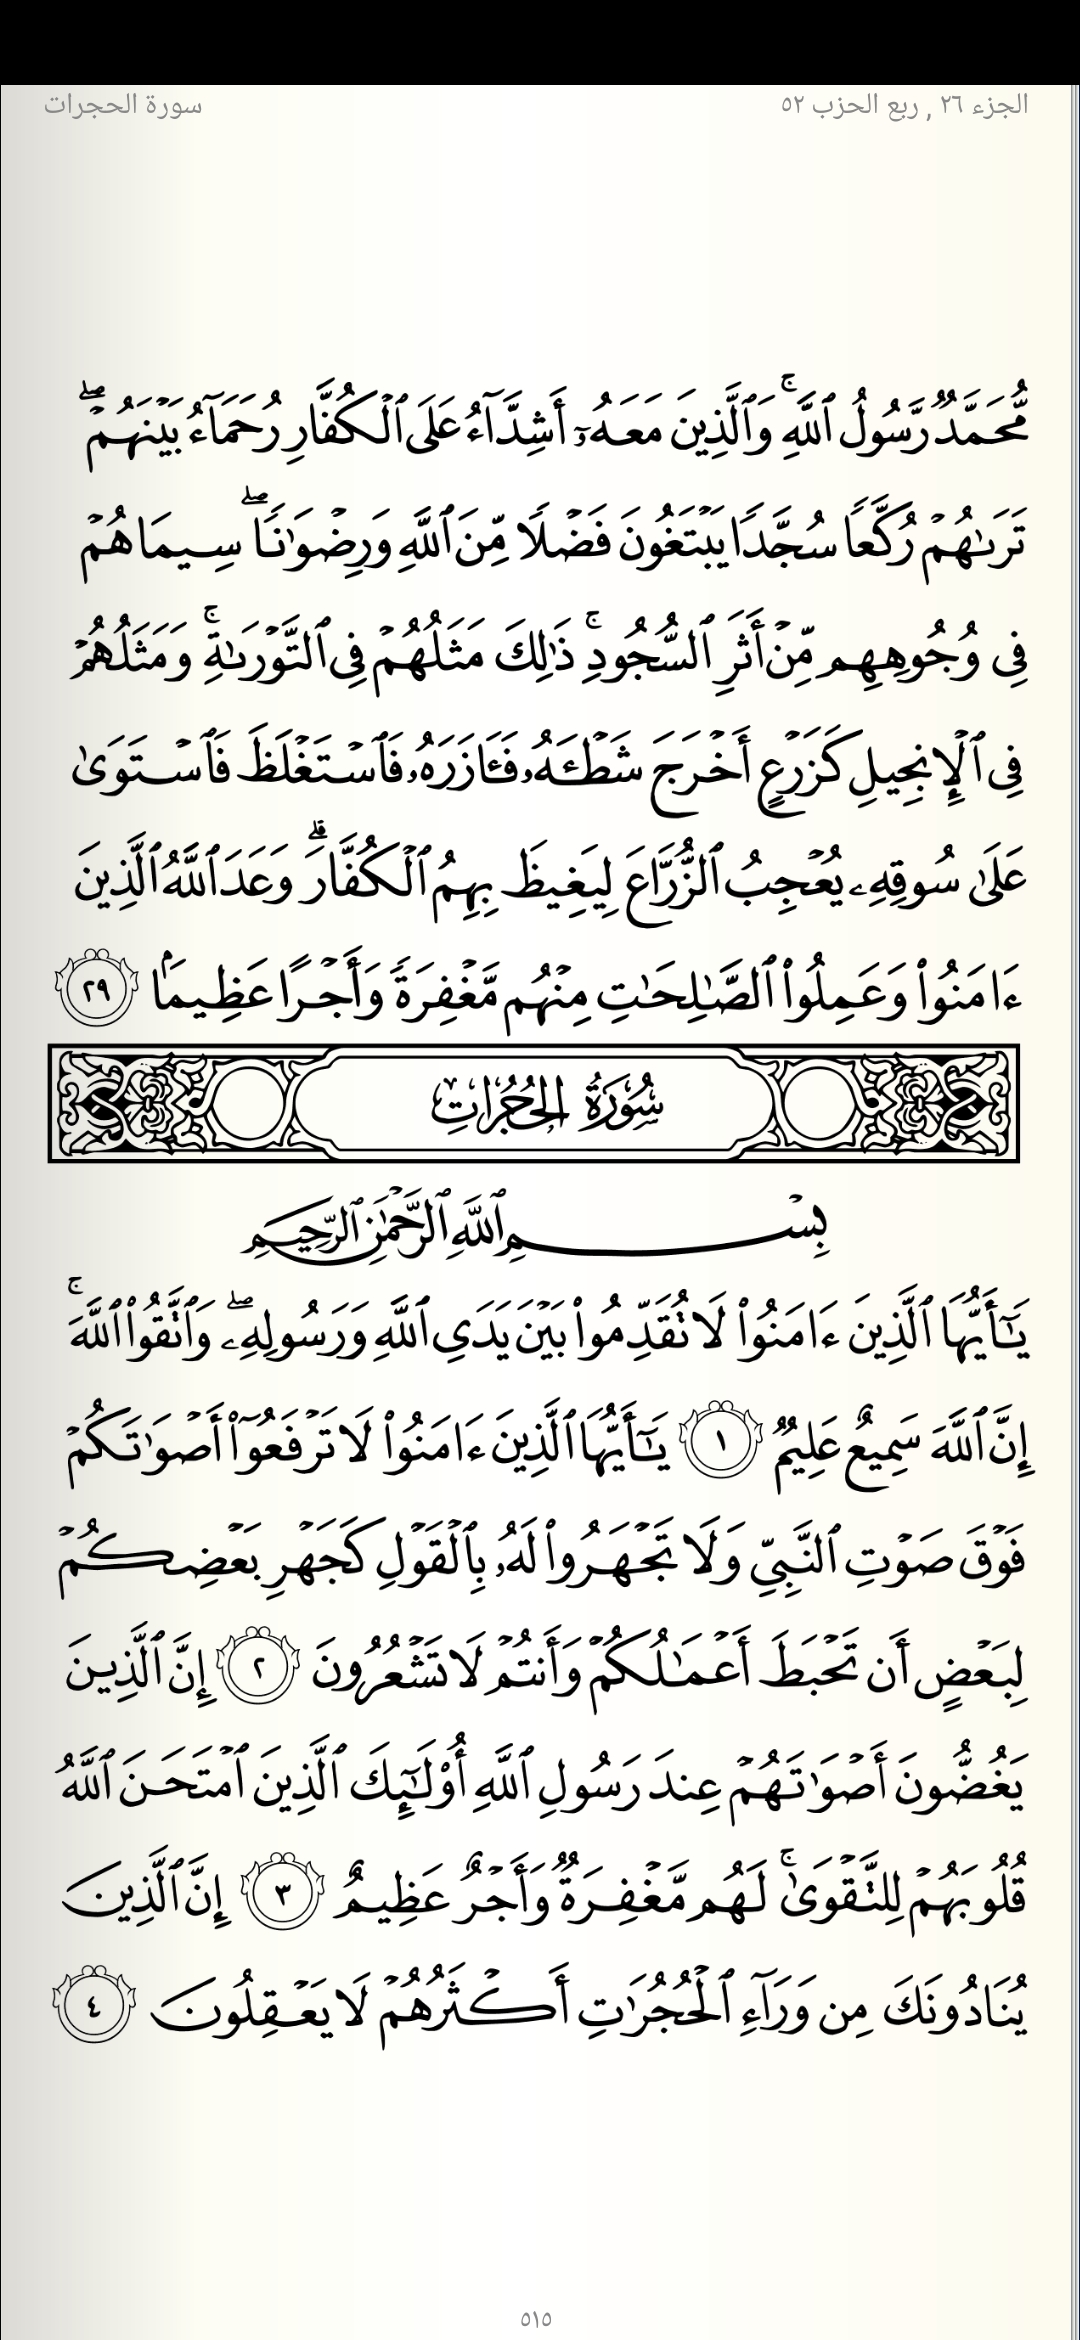 الجزء ٢٦ , ربع الحزب ٥٢
سورة الحجرات
مُّحَمَّدٌ رَّسُولُ ٱللَّهِۚ وَٱلَّذِينَ مَعَهُۥٓ أَشِدَّآءُ عَلَى ٱلْكُفَّارِ رُحَمَآءُ بَيْنَهُمْۖ
تَرَىٰهُمْ رُكَّعًا سُجَّدًا يَبْتَغُونَ فَضْلًا مِّنَ ٱللَّهِ وَرِضْوَٰنًاۖ سِيمَاهُمْ
فِى وُجُوهِهِم مِّنْ أَثَرِ ٱلسُّجُودِۚ ذَٰلِكَ مَثَلُهُمْ فِى ٱلتَّوْرَىٰةِۚ وَمَثَلُهُمْ
فِى ٱلْإِنجِيلِ كَزَرْعٍ أَخْرَجَ شَطْـَٔهُۥ فَـَٔازَرَهُۥ فَٱسْتَغْلَظَ فَٱسْتَوَىٰ
عَلَىٰ سُوقِهِۦ يُعْجِبُ ٱلزُّرَّاعَ لِيَغِيظَ بِهِمُ ٱلْكُفَّارَۗ وَعَدَ ٱللَّهُ ٱلَّذِينَ
ءَامَنُوا۟ وَعَمِلُوا۟ ٱلصَّٰلِحَٰتِ مِنْهُم مَّغْفِرَةً وَأَجْرًا عَظِيمًۢا ٢٩
سُورَةُ الحُجُرَاتِ
بِسْمِ ٱللَّهِ ٱلرَّحْمَٰنِ ٱلرَّحِيمِ
يَٰٓأَيُّهَا ٱلَّذِينَ ءَامَنُوا۟ لَا تُقَدِّمُوا۟ بَيْنَ يَدَىِ ٱللَّهِ وَرَسُولِهِۦۖ وَٱتَّقُوا۟ ٱللَّهَۚ
إِنَّ ٱللَّهَ سَمِيعٌ عَلِيمٌ ١ يَٰٓأَيُّهَا ٱلَّذِينَ ءَامَنُوا۟ لَا تَرْفَعُوٓا۟ أَصْوَٰتَكُمْ
فَوْقَ صَوْتِ ٱلنَّبِىِّ وَلَا تَجْهَرُوا۟ لَهُۥ بِٱلْقَوْلِ كَجَهْرِ بَعْضِكُمْ
لِبَعْضٍ أَن تَحْبَطَ أَعْمَٰلُكُمْ وَأَنتُمْ لَا تَشْعُرُونَ ٢ إِنَّ ٱلَّذِينَ
يَغُضُّونَ أَصْوَٰتَهُمْ عِندَ رَسُولِ ٱللَّهِ أُو۟لَٰٓئِكَ ٱلَّذِينَ ٱمْتَحَنَ ٱللَّهُ
قُلُوبَهُمْ لِلتَّقْوَىٰۚ لَهُم مَّغْفِرَةٌ وَأَجْرٌ عَظِيمٌ ٣ إِنَّ ٱلَّذِينَ
يُنَادُونَكَ مِن وَرَآءِ ٱلْحُجُرَٰتِ أَكْثَرُهُمْ لَا يَعْقِلُونَ ٤
٥١٥